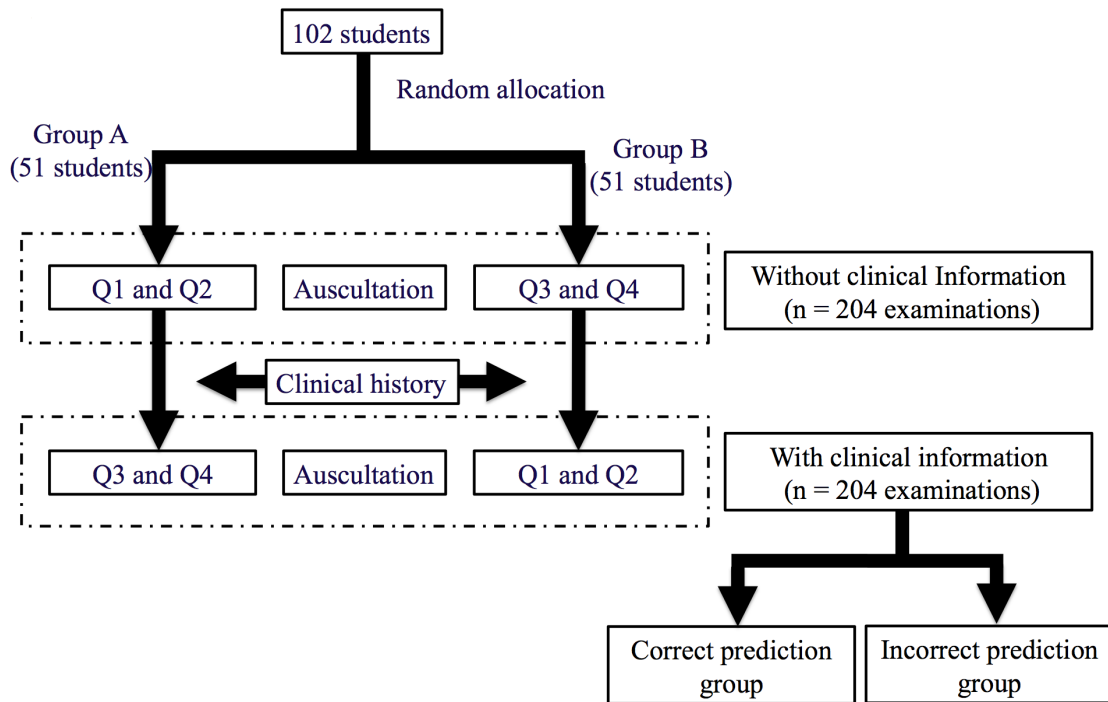 102 students
Random allocation
Group A
(51 students)
Group B
(51 students)
Q1 and Q2
Auscultation
Q3 and Q4
Without clinical Information
(n = 204 examinations)
Clinical history
Q3 and Q4
Auscultation
Q1 and Q2
With clinical information
(n = 204 examinations)
Correct prediction
group
Incorrect prediction
group